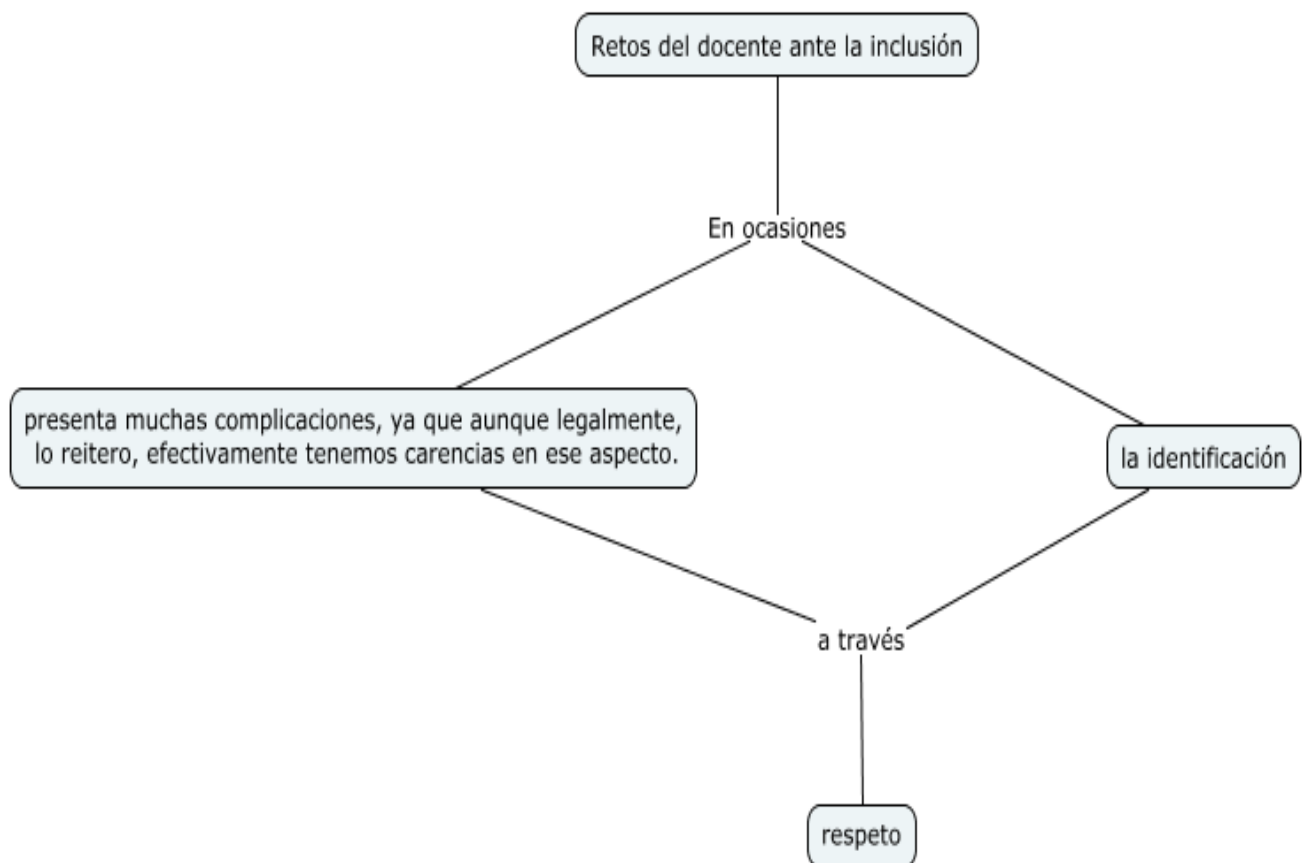 Retos del docente ante la inclusión
En ocasiones
presenta muchas complicaciones, ya que aunque legalmente,
lo reitero, efectivamente tenemos carencias en ese aspecto.
la identificación
a través
respeto